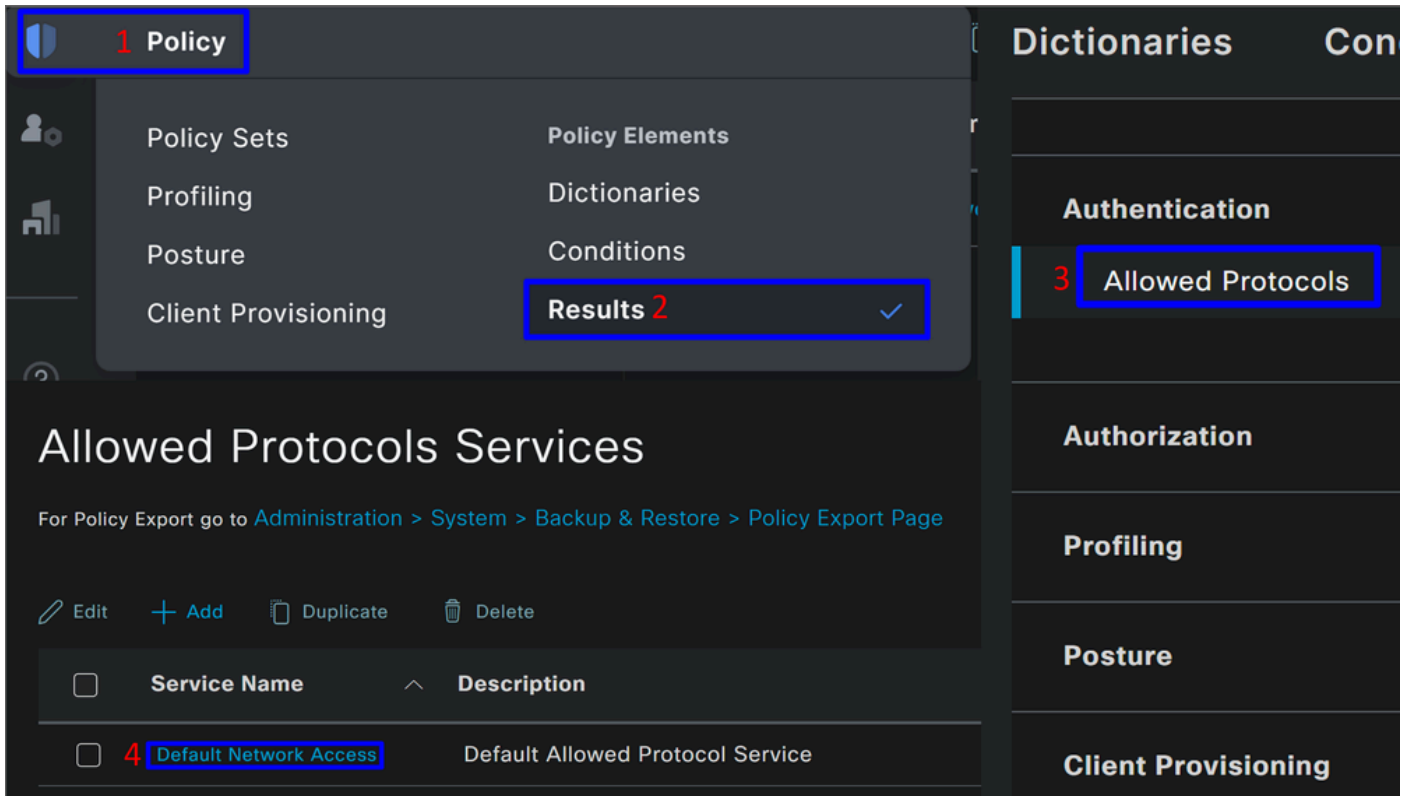 1 Policy
Policy Sets
Profiling
Posture
Client Provisioning
Policy Elements
Dictionaries
Conditions
Results 2
Dictionaries
Authentication
3 Allowed Protocols
Authorization
Profiling
Posture
Client Provisioning
Allowed Protocols Services
For Policy Export go to Administration > System > Backup & Restore > Policy Export Page
Edit + Add Duplicate Delete
Service Name Description
4 Default Network Access Default Allowed Protocol Service